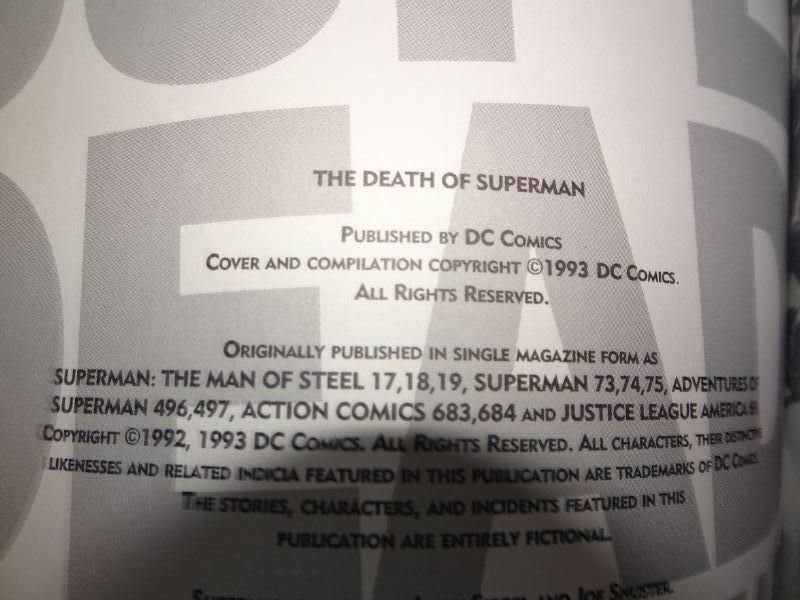 THE DEATH OF SUPERMAN
PUBLISHED BY DC COMICS
COVER AND COMPILATION COPYRIGHT ©1993 DC COMICS.
ALL RIGHTS RESERVED.
ORIGINALLY PUBLISHED IN SINGLE MAGAZINE FORM AS
SUPERMAN: THE MAN OF STEEL 17,18,19, SUPERMAN 73,74,75, ADVENTURES OF
SUPERMAN 496,497, ACTION COMICS 683,684 AND JUSTICE LEAGUE AMERICA
COPYRIGHT ©1992, 1993 DC COMICS. ALL RIGHTS RESERVED. ALL CHARACTERS, THEIR DISTINCTIVE
LIKENESSES AND RELATED INDICIA FEATURED IN THIS PUBLICATION ARE TRADEMARKS OF DC COMICS.
THE STORIES, CHARACTERS, AND INCIDENTS FEATURED IN THIS
PUBLICATION ARE ENTIRELY FICTIONAL.
AND JOE SHUSTER.